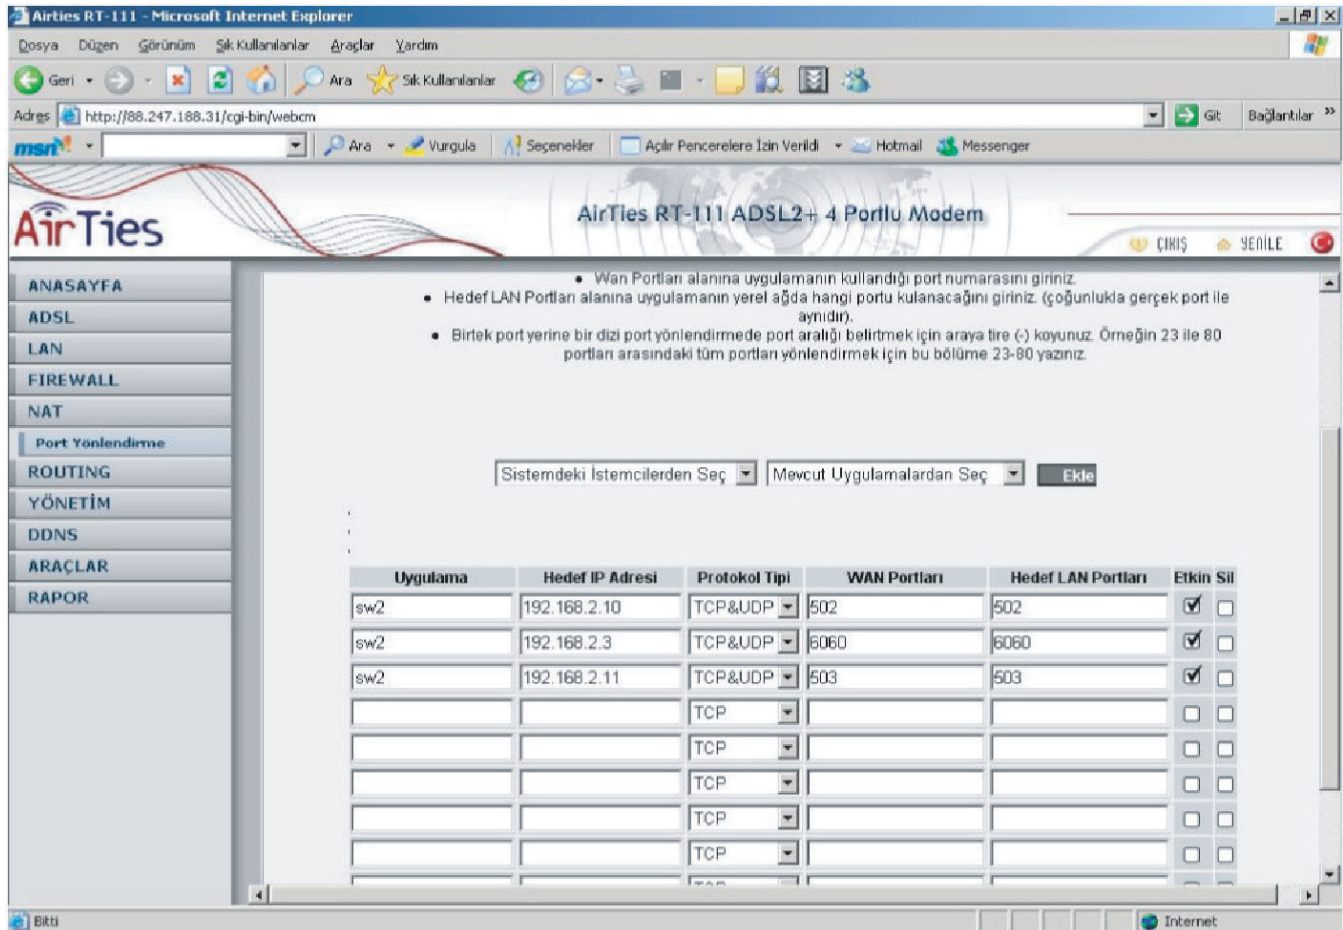 Airties RT-111 - Microsoft Internet Explorer
Dosya Düzen Görünüm Sık Kullanılanlar Araçlar Yardım
Geri Ara Sık Kullanılanlar
Adres http://88.247.188.31/cgi-bin/webcm Git Bağlantılar »
msn Ara Vurgula Seçenekler Açılır Pencerelere İzin Verildi Hotmail Messenger
AirTies
AirTies RT-111 ADSL2+ 4 Portlu Modem
ÇIKIŞ YENİLE
ANASAYFA
ADSL
LAN
FIREWALL
NAT
Port Yönlendirme
ROUTING
YÖNETİM
DDNS
ARAÇLAR
RAPOR
• Wan Portları alanına uygulamanın kullandığı port numarasını giriniz.
• Hedef LAN Portları alanına uygulamanın yerel ağda hangi portu kulanacağını giriniz. (çoğunlukla gerçek port ile
aynıdır).
• Birtek port yerine bir dizi port yönlendirmede port aralığı belirtmek için araya tire (-) koyunuz. Örneğin 23 ile 80
portları arasındaki tüm portları yönlendirmek için bu bölüme 23-80 yazınız.
Sistemdeki İstemcilerden Seç Mevcut Uygulamalardan Seç Ekle
Uygulama Hedef IP Adresi Protokol Tipi WAN Portları Hedef LAN Portları Etkin Sil
sw2 192.168.2.10 TCP&UDP 502 502
sw2 192.168.2.3 TCP&UDP 6060 6060
sw2 192.168.2.11 TCP&UDP 503 503
TCP
TCP
TCP
TCP
TCP
Bitti Internet